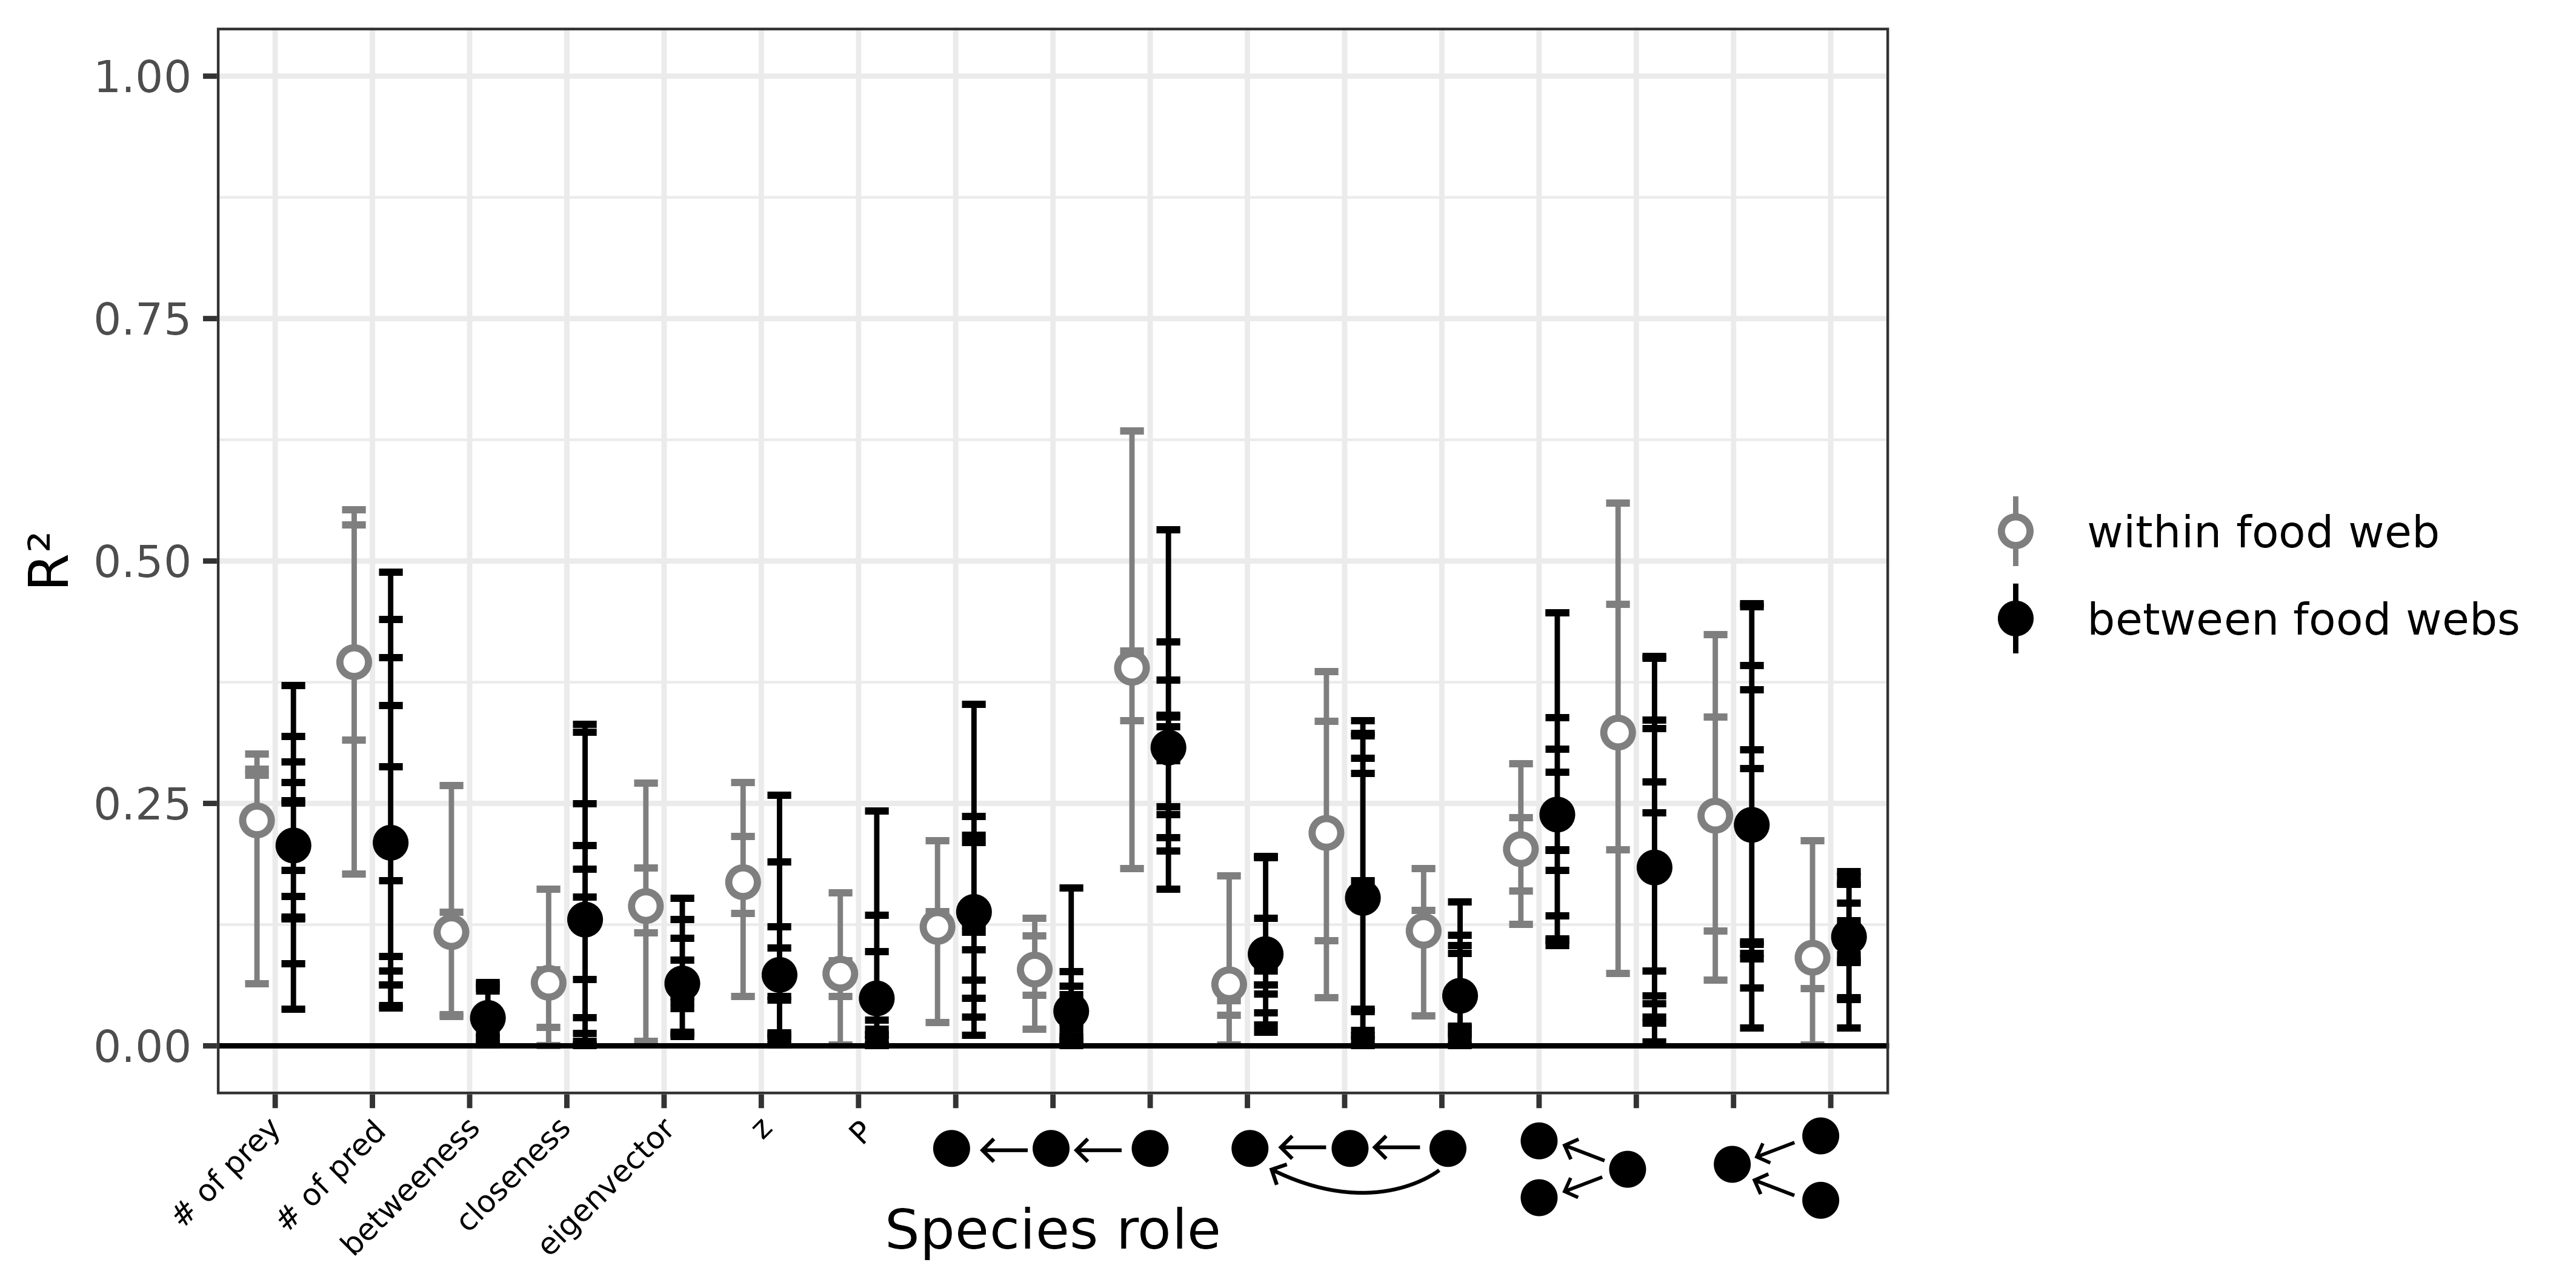 1.00
0.75
0.50
0.25
0.00
R²
# of prey
# of pred
betweeness
closeness
eigenvector
z
P
Species role
within food web
between food webs